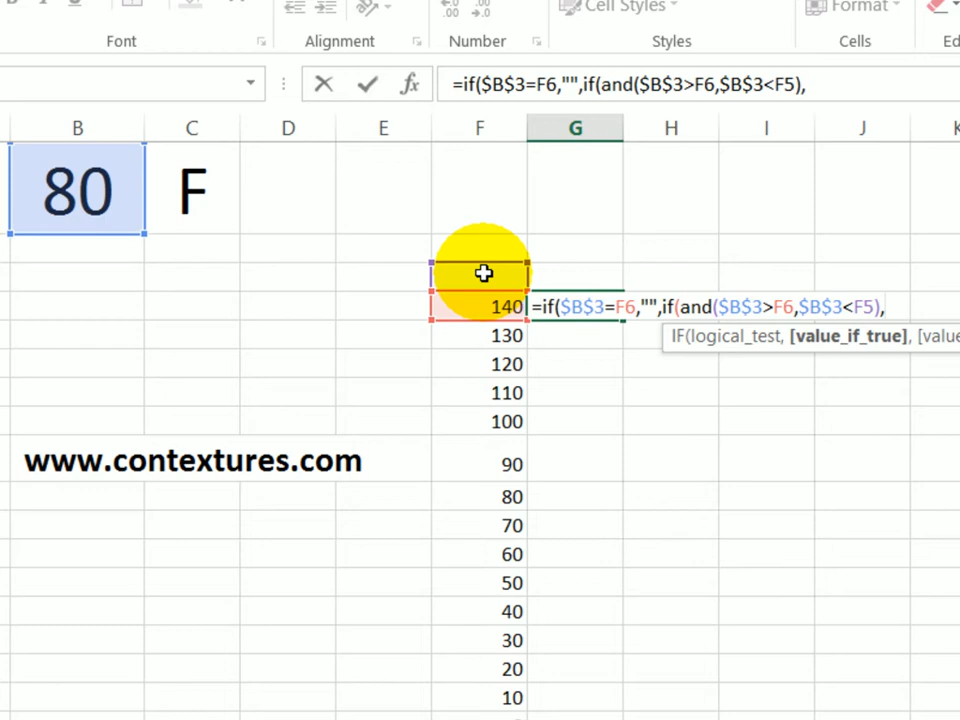 Cell Styles
Format
Font
Alignment
Number
Styles
Cells
Ed
=if($B$3=F6,"",if(and($B$3>F6,$B$3<F5),
B C D E F G H I J K
80 F
140 =if($B$3=F6,"",if(and($B$3>F6,$B$3<F5),
130
IF(logical_test, [value_if_true], [value
120
110
100
www.contextures.com
90
80
70
60
50
40
30
20
10